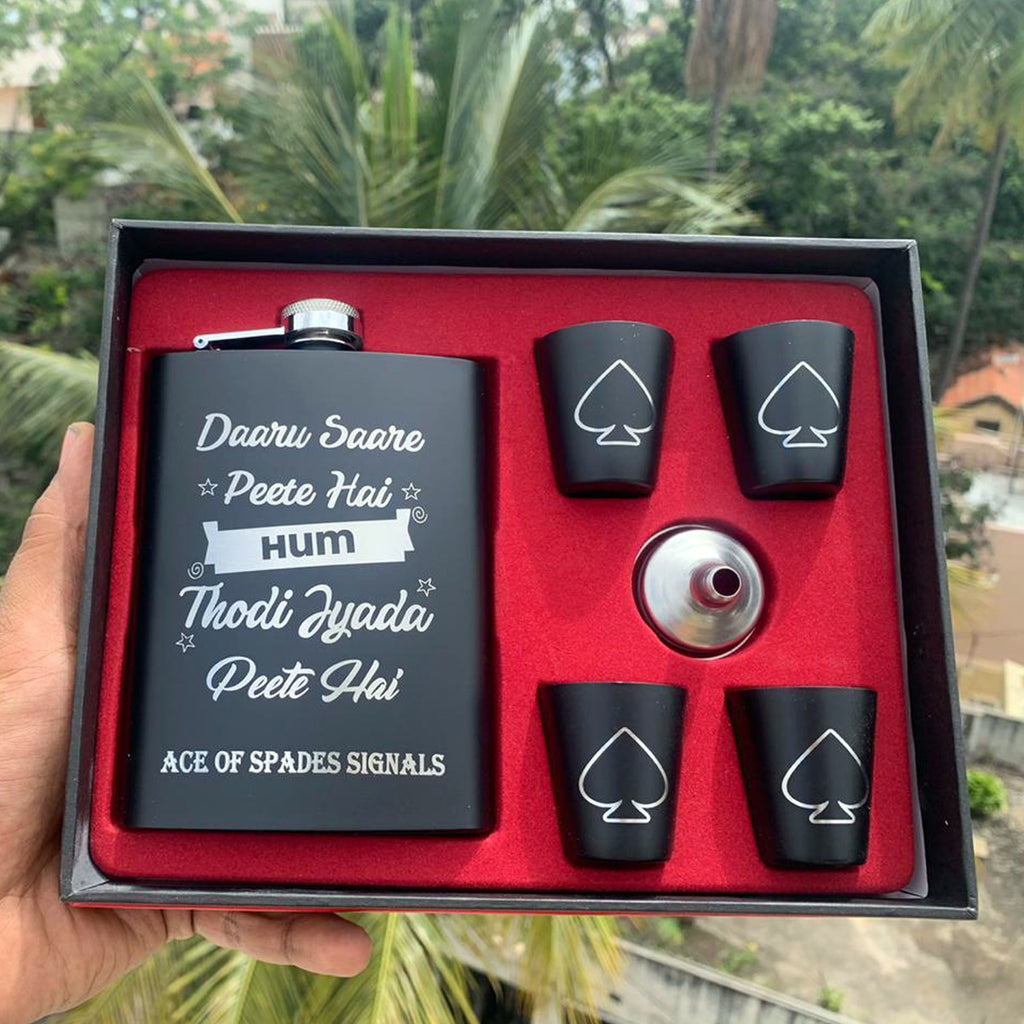 Daaru Saare
Peete Hai
HUM
Thodi Jyada
Peete Hai
ACE OF SPADES SIGNALS